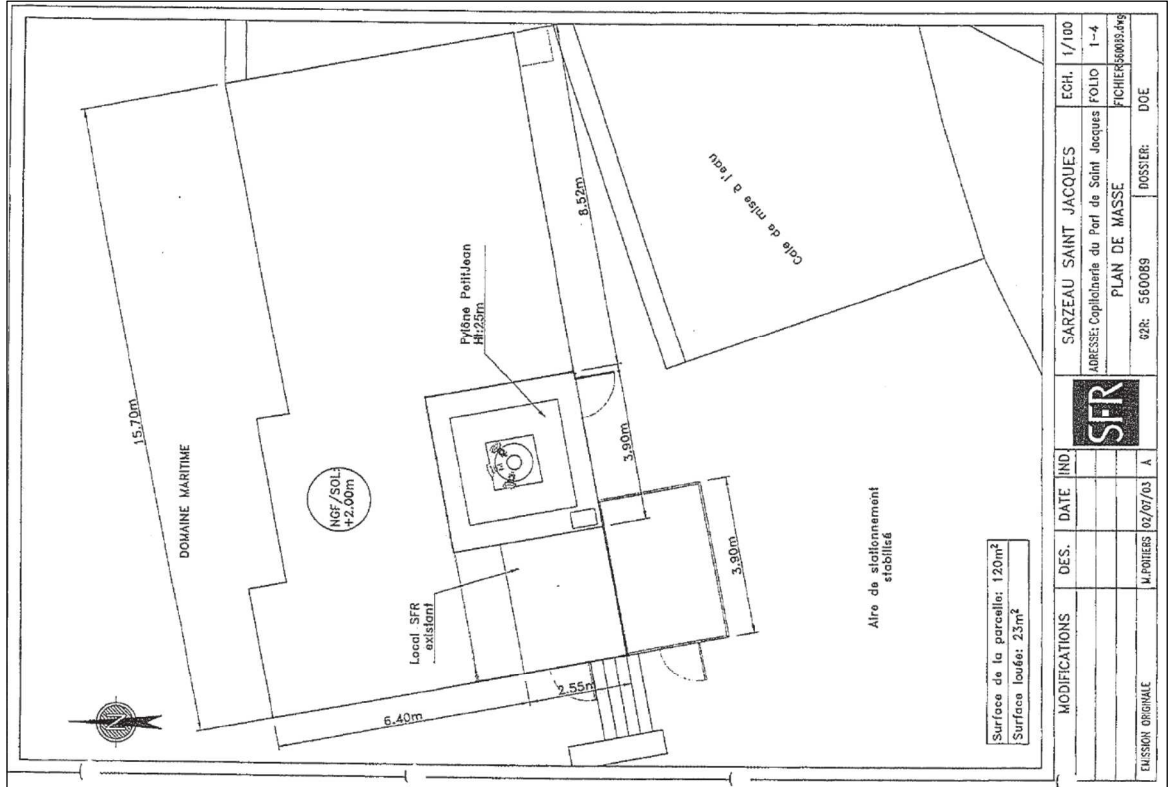 15.70m
DOMAINE MARITIME
NGF/SOL:
+2.00m
Pylône PetitJean
Ht:25m
8.52m
Cale de mise à l'eau
3.90m
Local SFR
existant
6.40m
2.55m
3.90m
Aire de stationnement
stabilisé
N
Surface de la parcelle: 120m²
Surface louée: 23m²
MODIFICATIONS
DES.
DATE
IND.
EMISSION ORIGINALE
M.POITIERS
02/07/03
A
SFR
SARZEAU SAINT JACQUES
ECH.
1/100
ADRESSE: Capitainerie du Port de Saint Jacques
FOLIO
1-4
PLAN DE MASSE
FICHIER:560089.dwg
G2R: 560089
DOSSIER:
DOE